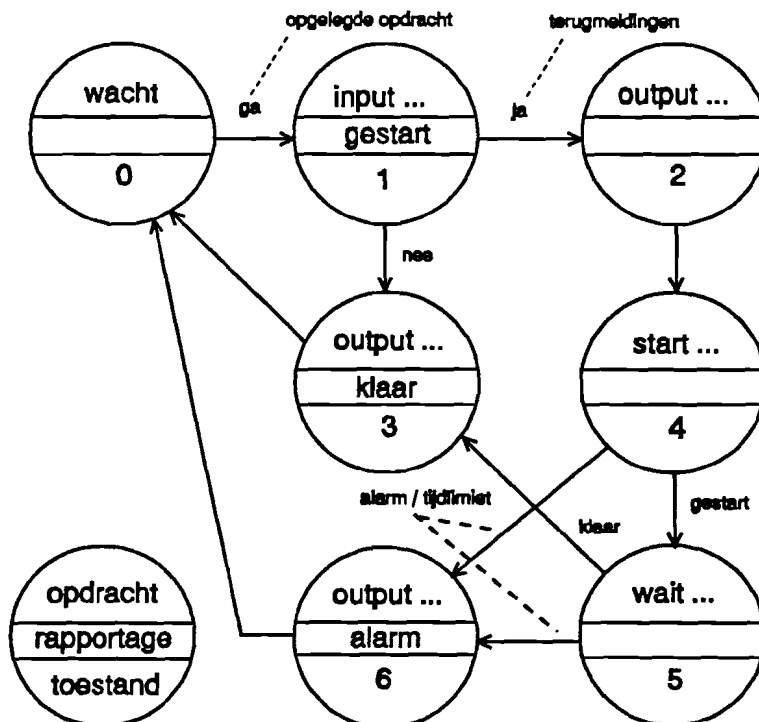 opgelegde opdracht
terugmeldingen
wacht
0
ga
input ...
gestart
1
ja
output ...
2
nee
output ...
klaar
3
start ...
4
alarm / tijdlimiet
klaar
gestart
opdracht
rapportage
toestand
output ...
alarm
6
wait ...
5